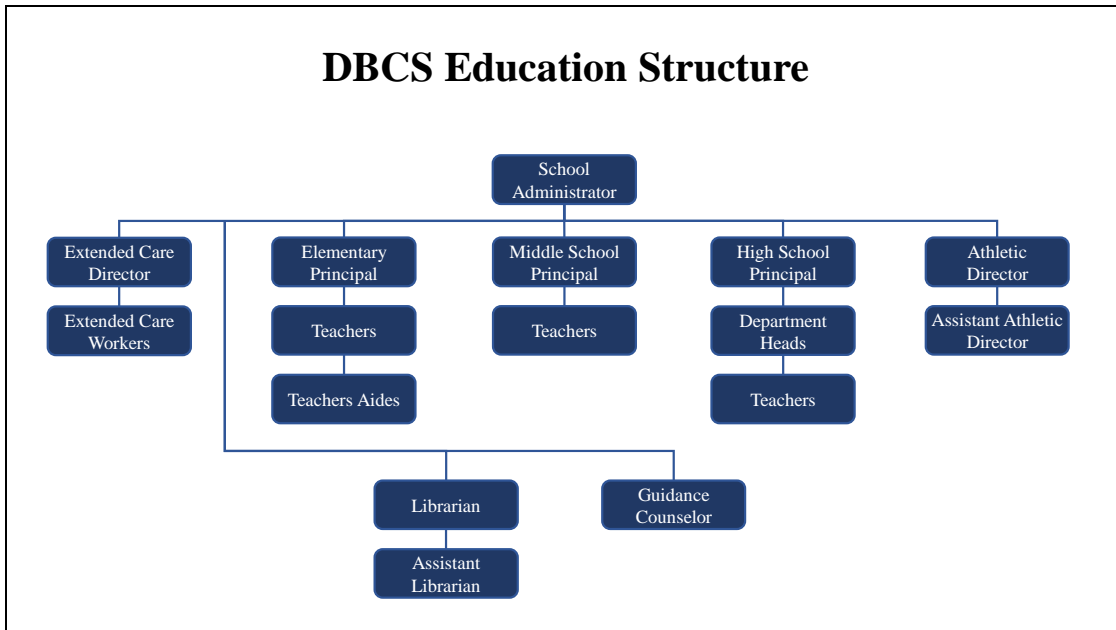 DBCS Education Structure
School
Administrator
Extended Care
Director
Elementary
Principal
Middle School
Principal
High School
Principal
Athletic
Director
Extended Care
Workers
Teachers
Teachers
Department
Heads
Assistant Athletic
Director
Teachers Aides
Teachers
Librarian
Guidance
Counselor
Assistant
Librarian